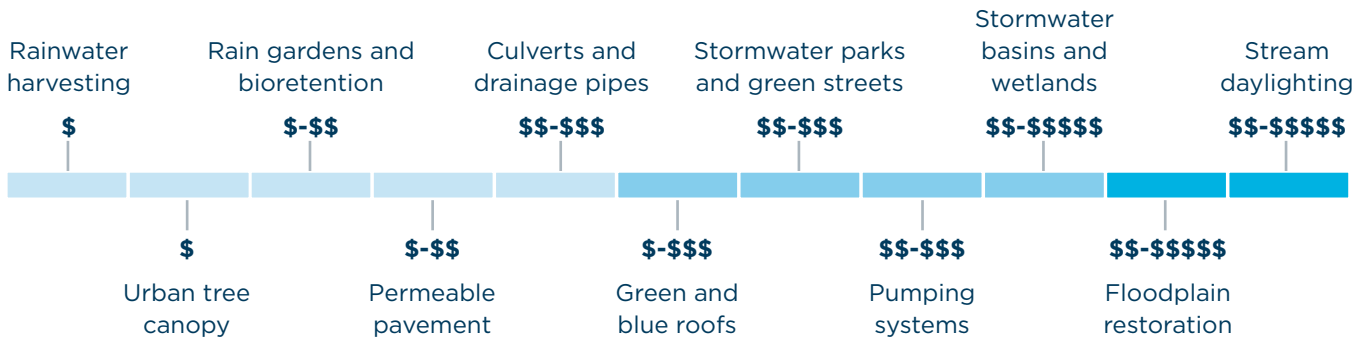 Rainwater
harvesting
$
Rain gardens and
bioretention
$-$$
Culverts and
drainage pipes
$$-$$$
Stormwater parks
and green streets
$$-$$$
Stormwater
basins and
wetlands
$$-$$$$$
Stream
daylighting
$$-$$$$$
$
Urban tree
canopy
$-$$
Permeable
pavement
$-$$$
Green and
blue roofs
$$-$$$
Pumping
systems
$$-$$$$$
Floodplain
restoration